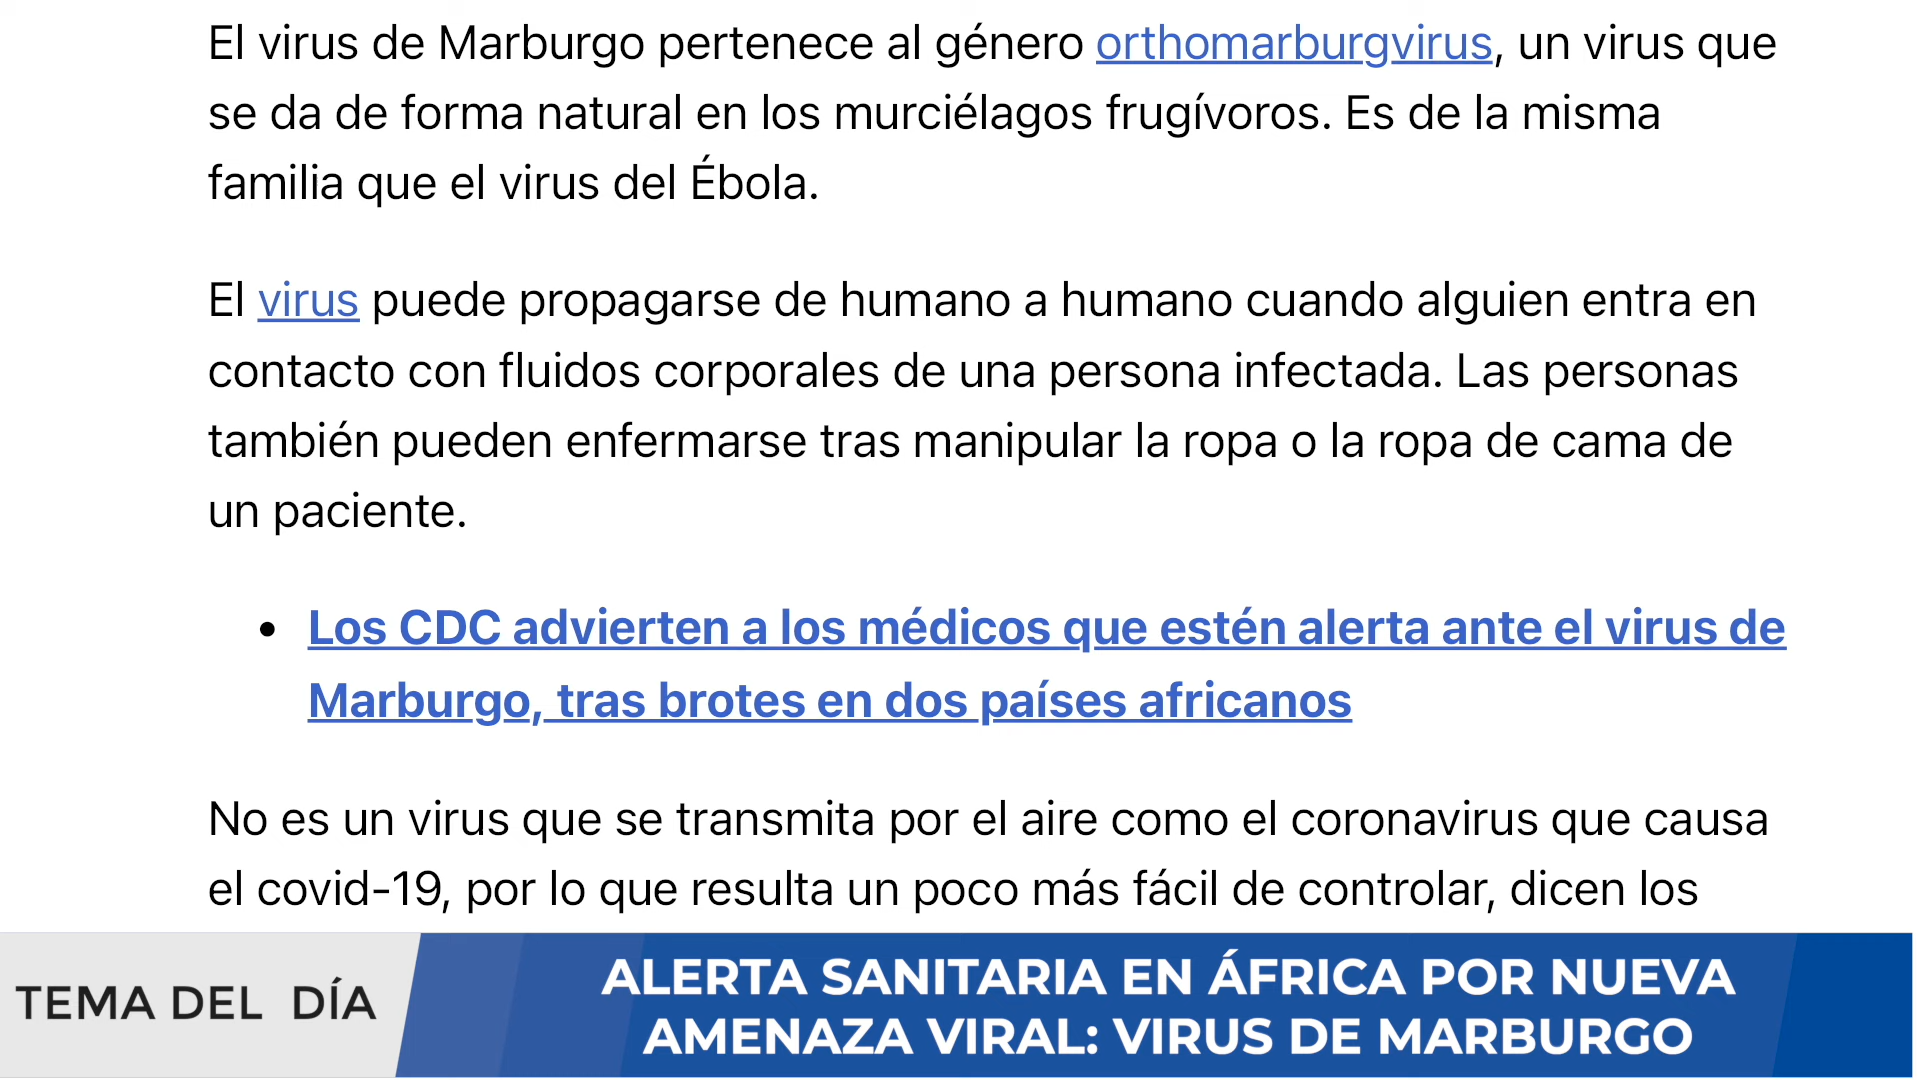 El virus de Marburgo pertenece al género orthomarburgvirus, un virus que
se da de forma natural en los murciélagos frugívoros. Es de la misma
familia que el virus del Ébola.
El virus puede propagarse de humano a humano cuando alguien entra en
contacto con fluidos corporales de una persona infectada. Las personas
también pueden enfermarse tras manipular la ropa o la ropa de cama de
un paciente.
• Los CDC advierten a los médicos que estén alerta ante el virus de
Marburgo, tras brotes en dos países africanos
No es un virus que se transmita por el aire como el coronavirus que causa
el covid-19, por lo que resulta un poco más fácil de controlar, dicen los
TEMA DEL DÍA
ALERTA SANITARIA EN ÁFRICA POR NUEVA
AMENAZA VIRAL: VIRUS DE MARBURGO